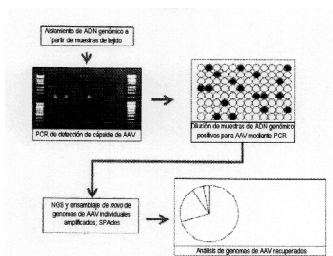 Aislamiento de ADN genómico a
partir de muestras de tejido
PCR de detección de cápside de AAV
Dilución de muestras de ADN genómico
positivos para AAV mediante PCR
NGS y ensamblaje de novo de
genomas de AAV individuales
amplificados; SPAdes
Análisis de genomas de AAV recuperados